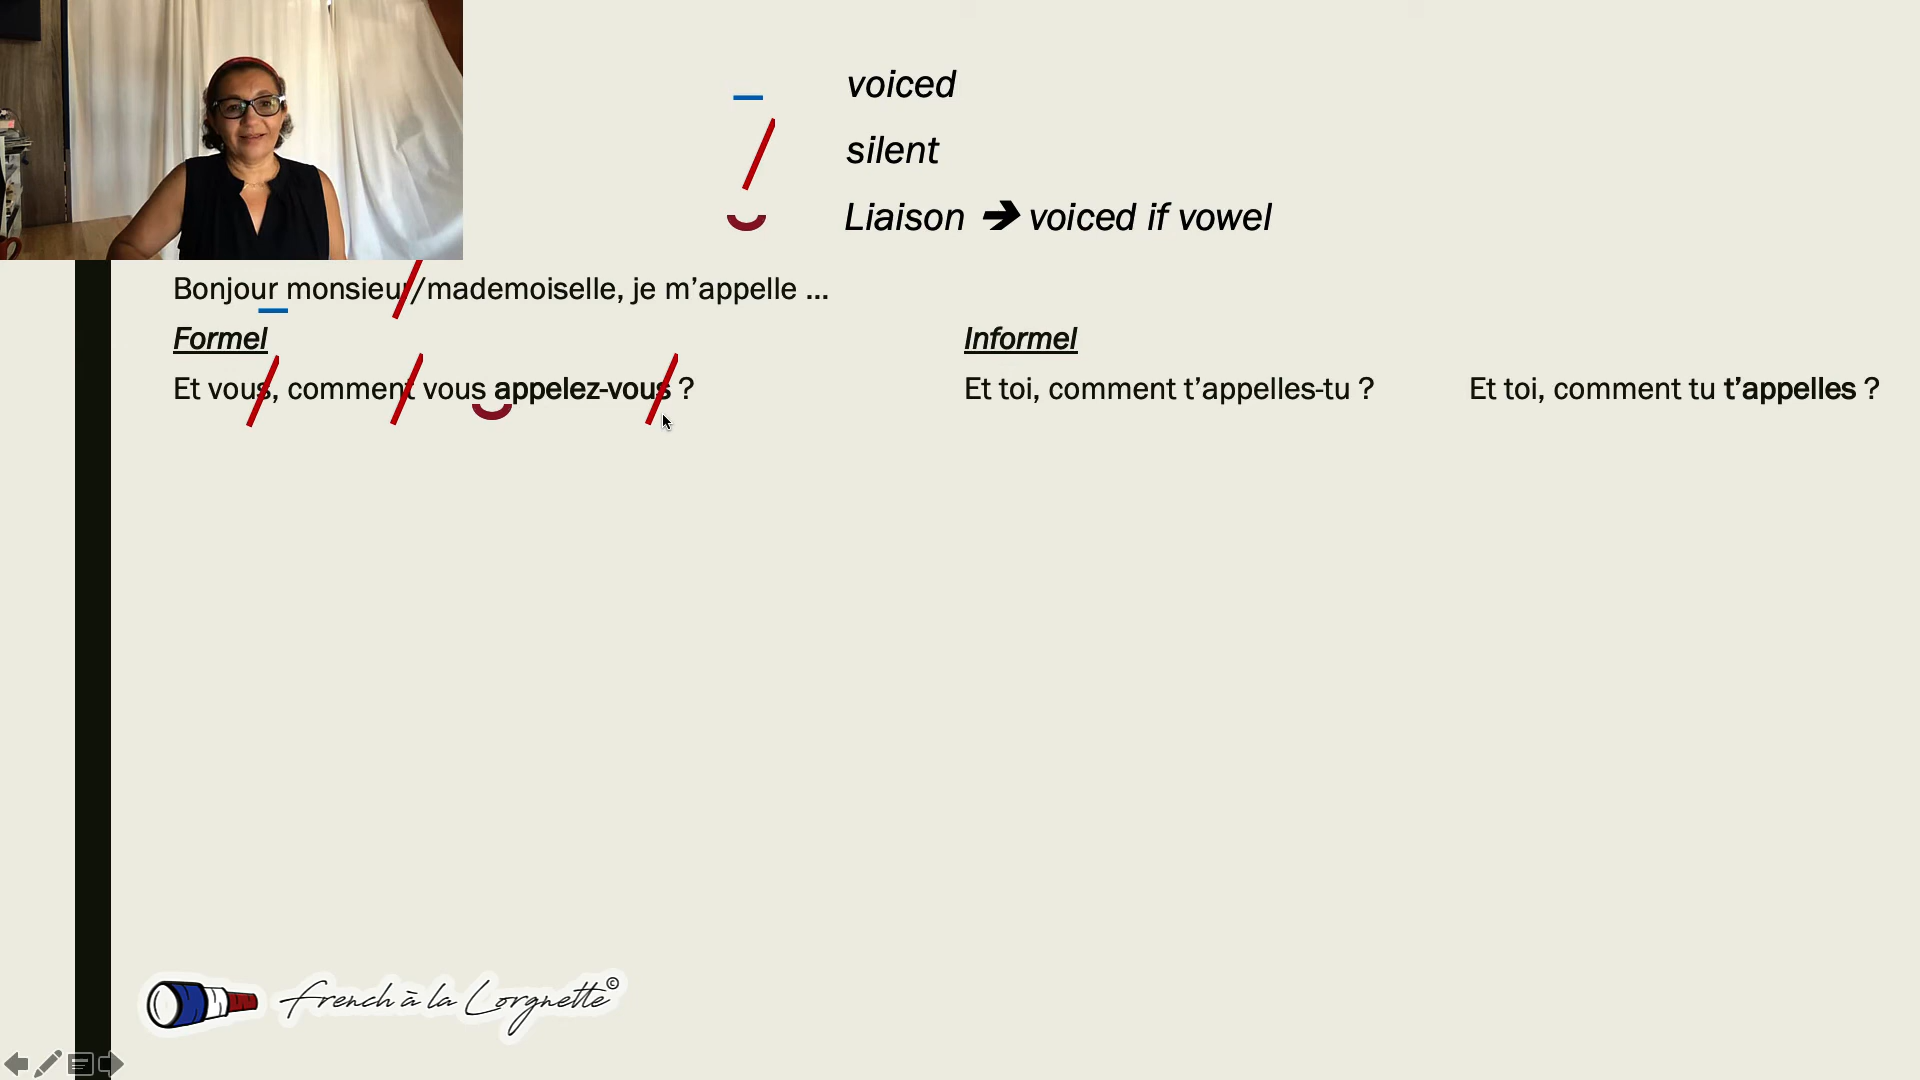 voiced
silent
Liaison ➔ voiced if vowel
Bonjour monsieur/mademoiselle, je m’appelle ...
Formel
Informel
Et vous, comment vous appelez-vous ?
Et toi, comment t’appelles-tu ?
Et toi, comment tu t’appelles ?
French à la Lorgnette©